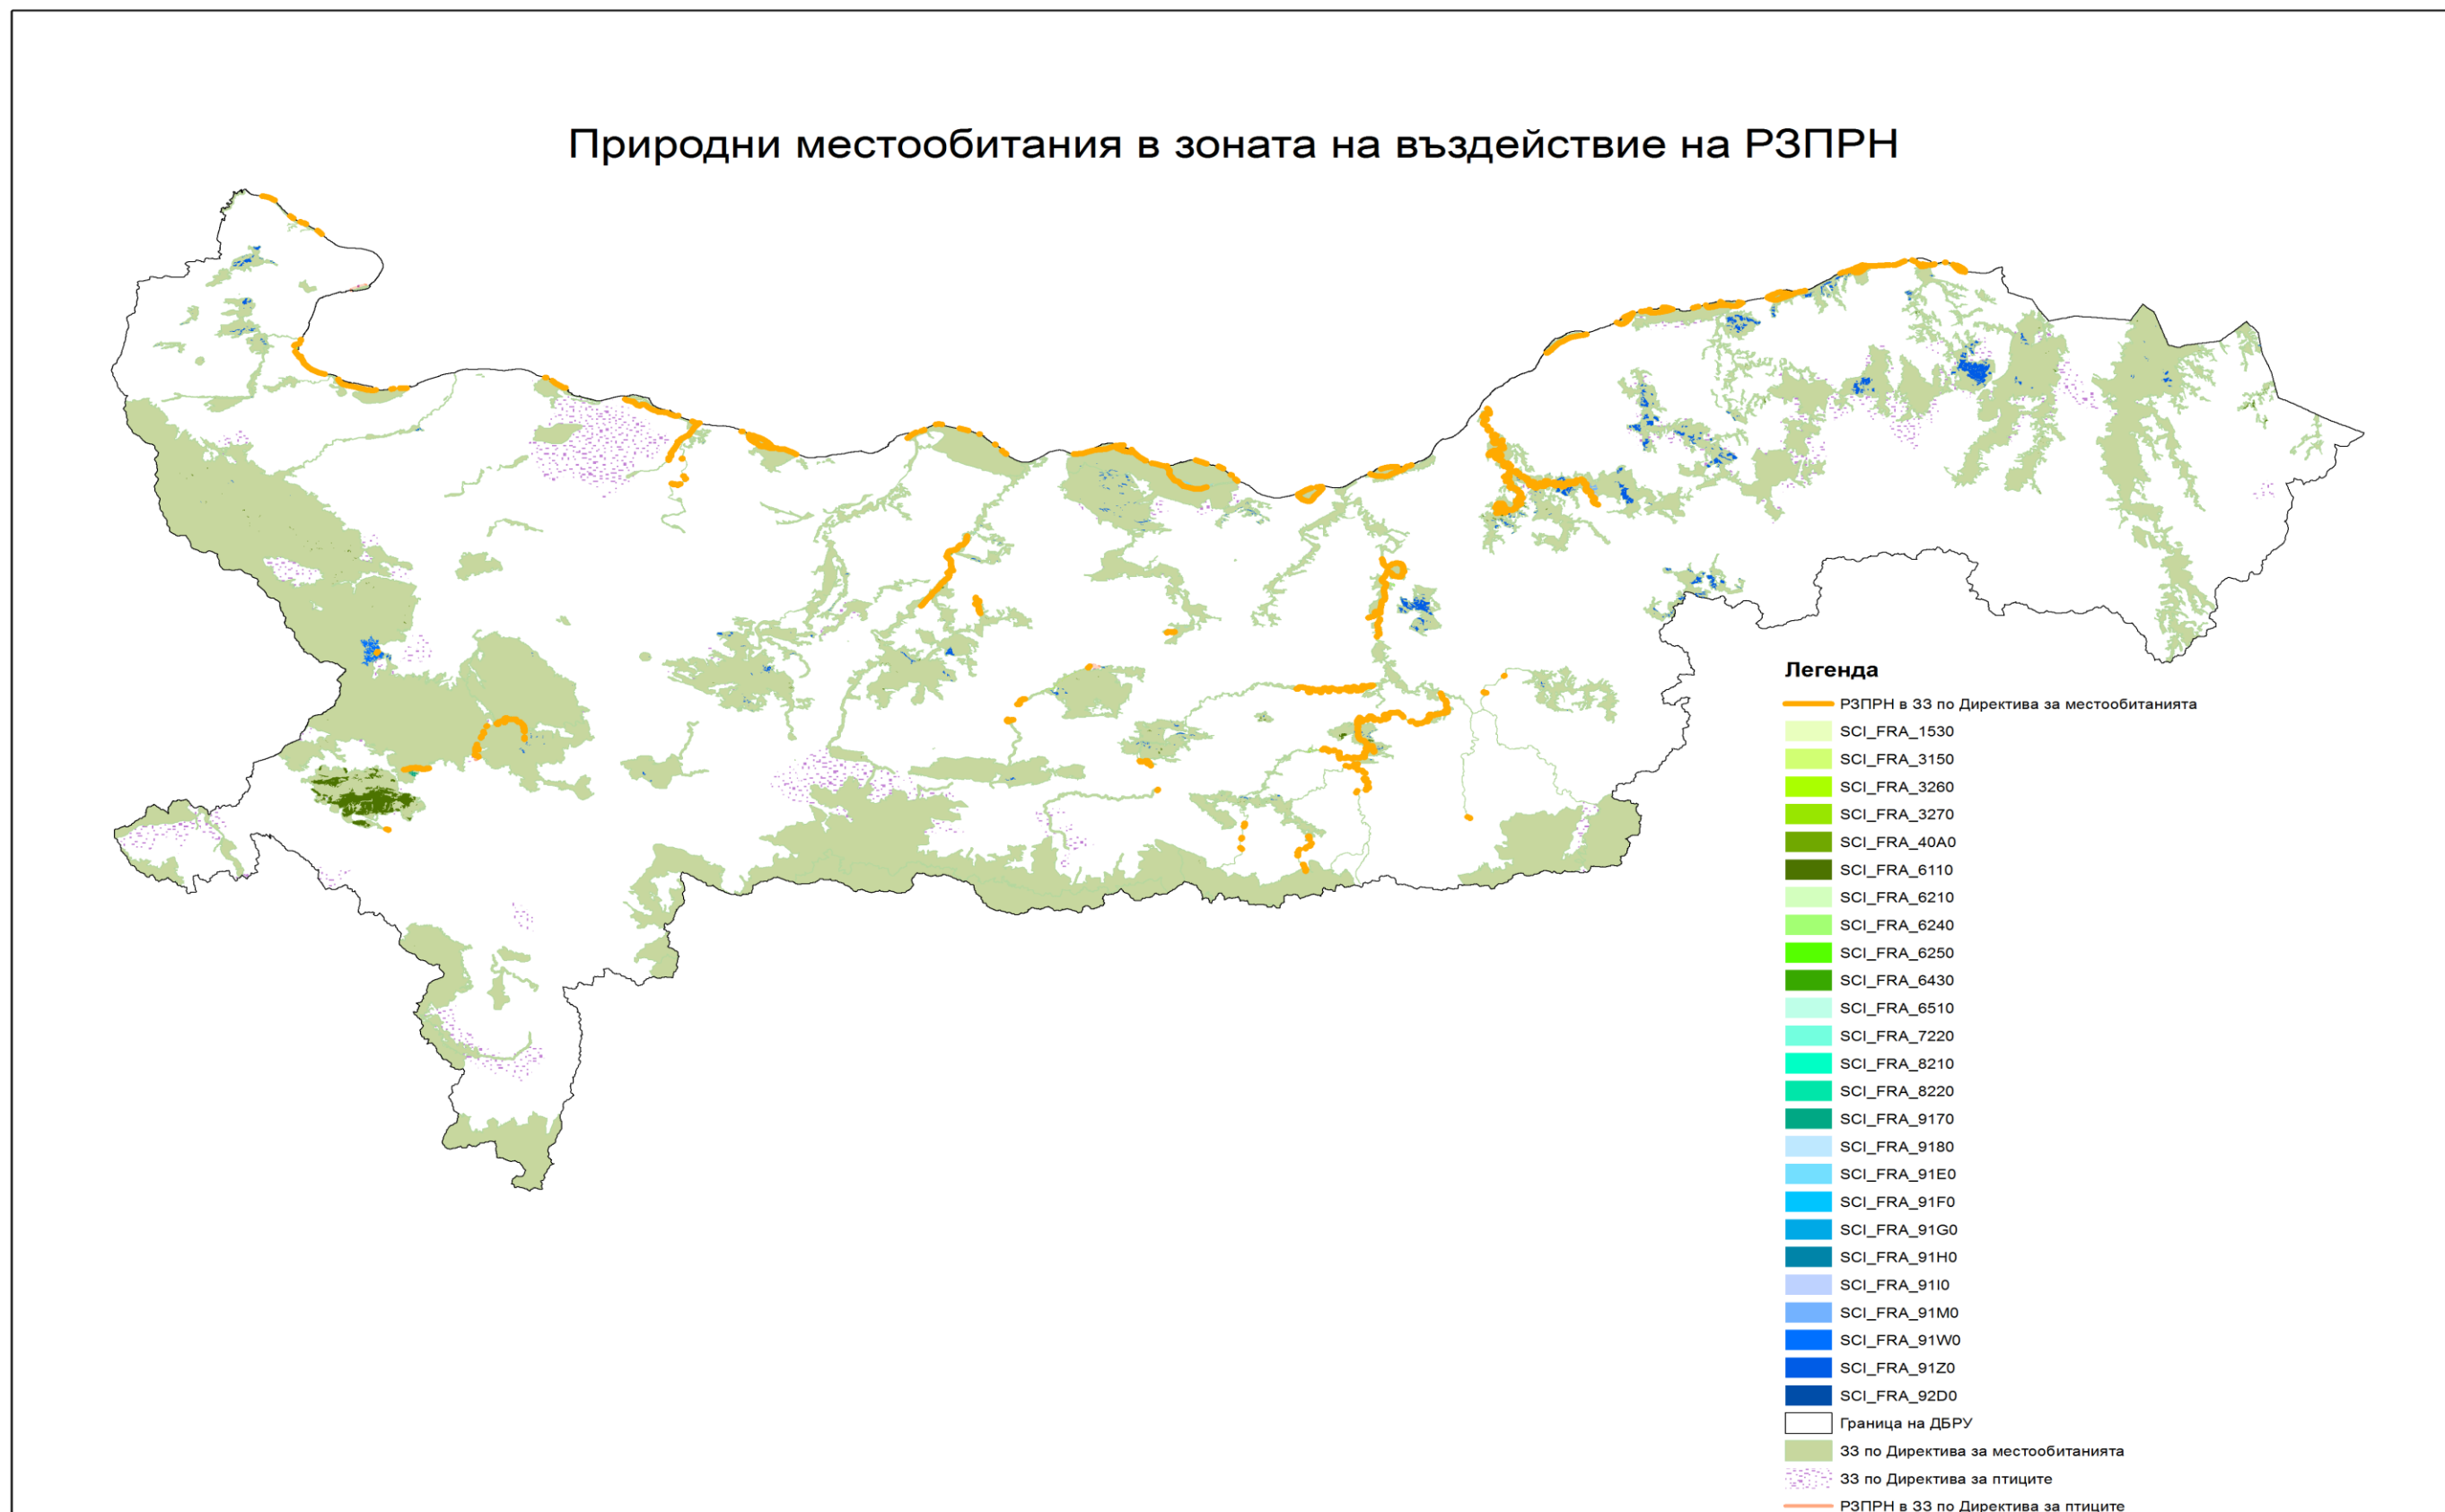 Природни местообитания в зоната на въздействие на РЗПРН
Легенда
РЗПРН в ЗЗ по Директива за местообитанията
SCI_FRA_1530
SCI_FRA_3150
SCI_FRA_3260
SCI_FRA_3270
SCI_FRA_40A0
SCI_FRA_6110
SCI_FRA_6210
SCI_FRA_6240
SCI_FRA_6250
SCI_FRA_6430
SCI_FRA_6510
SCI_FRA_7220
SCI_FRA_8210
SCI_FRA_8220
SCI_FRA_9170
SCI_FRA_9180
SCI_FRA_91E0
SCI_FRA_91F0
SCI_FRA_91G0
SCI_FRA_91H0
SCI_FRA_91I0
SCI_FRA_91M0
SCI_FRA_91W0
SCI_FRA_91Z0
SCI_FRA_92D0
Граница на ДБРУ
ЗЗ по Директива за местообитанията
ЗЗ по Директива за птиците
РЗПРН в ЗЗ по Директива за птиците